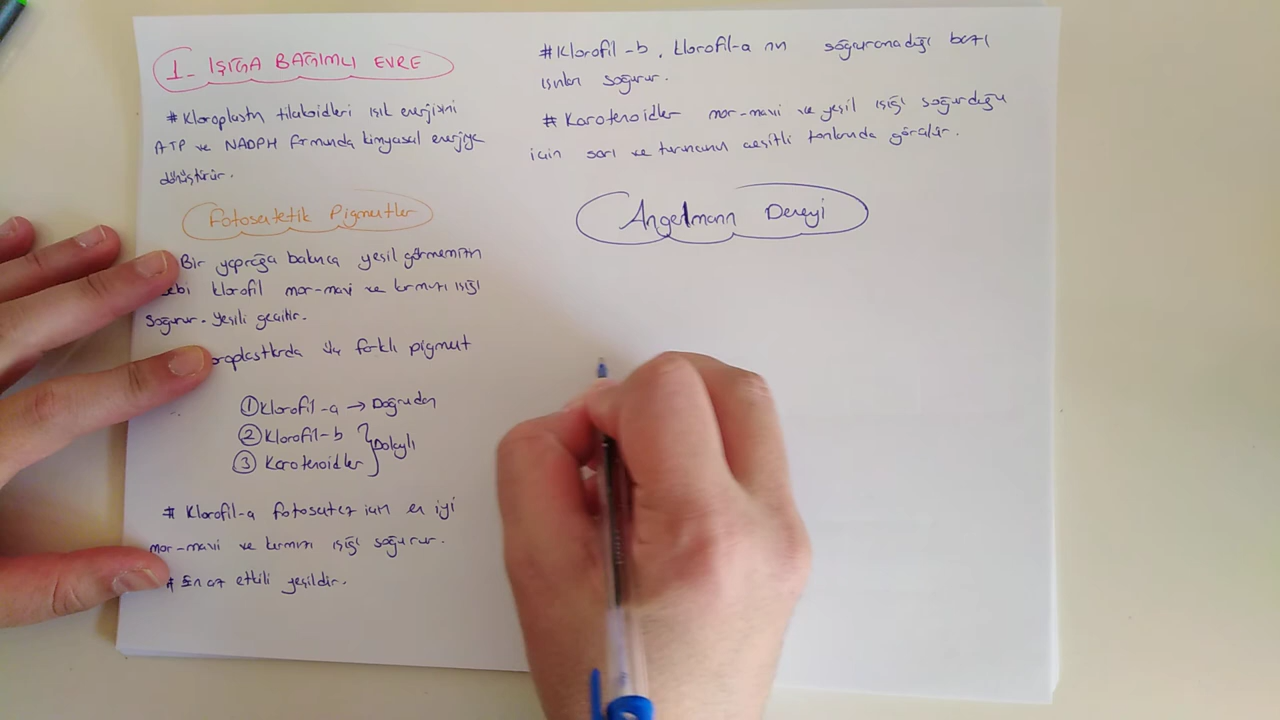 1- IŞIĞA BAĞIMLI EVRE
# Kloroplastın tilakoidleri ışık enerjisini
ATP ve NADPH formunda kimyasal enerjiye
dönüştürür.
Fotosentetik Pigmentler
Bir yaprağa bakınca yeşil görmemizin
ebi klorofil mor-mavi ve kırmızı ışığı
soğurur. Yeşili geçirir.
oroplastlarda üç farklı pigment
① Klorofil-a → Doğrudan
② Klorofil-b } Dolaylı
③ Karotenoidler
# Klorofil-a fotosentez için en iyi
mor-mavi ve kırmızı ışığı soğurur.
# En az etkili yeşildir.
#Klorofil-b, klorofil-a nın soğuramadığı bazı
ışınları soğurur.
# Karotenoidler mor-mavi ve yeşil ışığı soğurduğu
için sarı ve turuncunun çeşitli tonlarında görülür.
Angelmann Deneyi